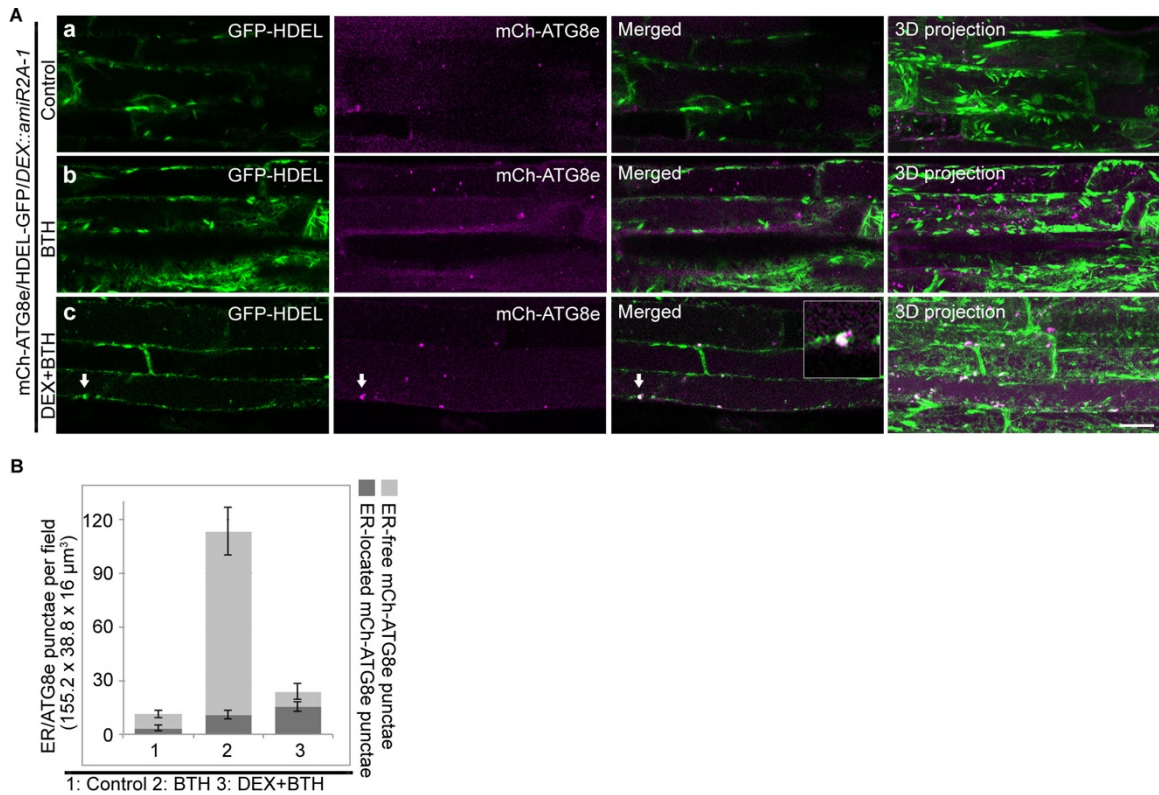 A
mCh-ATG8e/HDEL-GFP/DEX::amiR2A-1
Control
a
GFP-HDEL
mCh-ATG8e
Merged
3D projection
BTH
b
GFP-HDEL
mCh-ATG8e
Merged
3D projection
DEX+BTH
c
GFP-HDEL
mCh-ATG8e
Merged
3D projection
B
ER/ATG8e punctae per field
(155.2 x 38.8 x 16 µm³)
120
90
60
30
0
1 2 3
ER-free mCh-ATG8e punctae
ER-located mCh-ATG8e punctae
1: Control 2: BTH 3: DEX+BTH